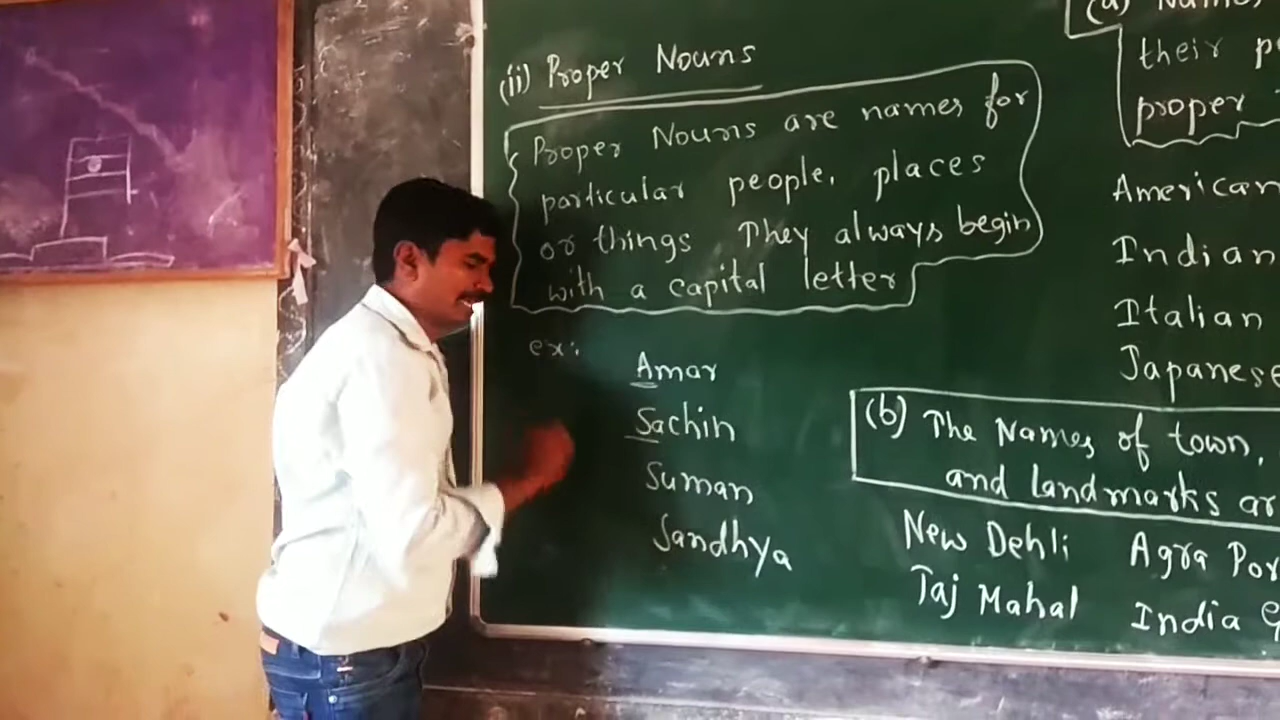 (ii) Proper Nouns
Proper Nouns are names for
particular people, places
or things They always begin
with a capital letter
ex:
Amar
Sachin
Suman
Sandhya
(a) Names
their
proper
American
Indian
Italian
Japanese
(b) The Names of town,
and landmarks
New Dehli Agra
Taj Mahal India